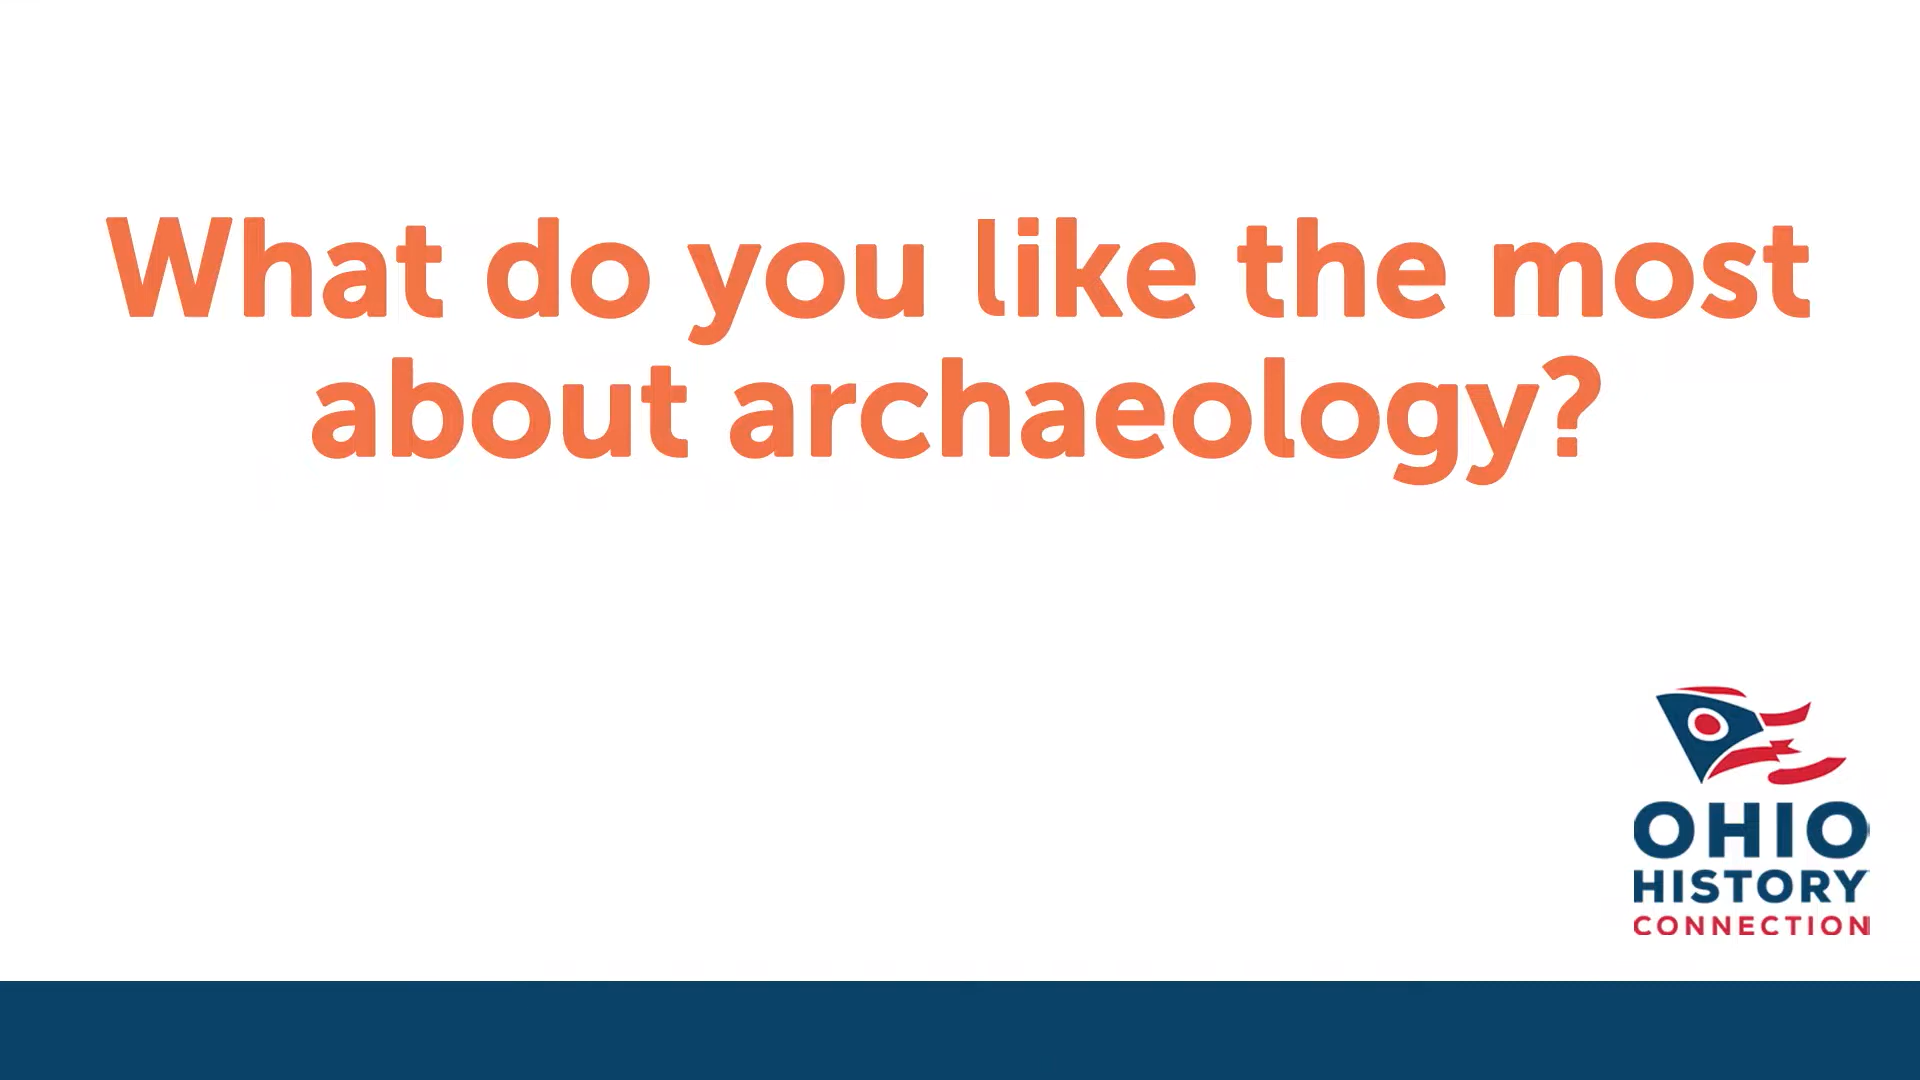 What do you like the most
about archaeology?
OHIO
HISTORY
CONNECTION